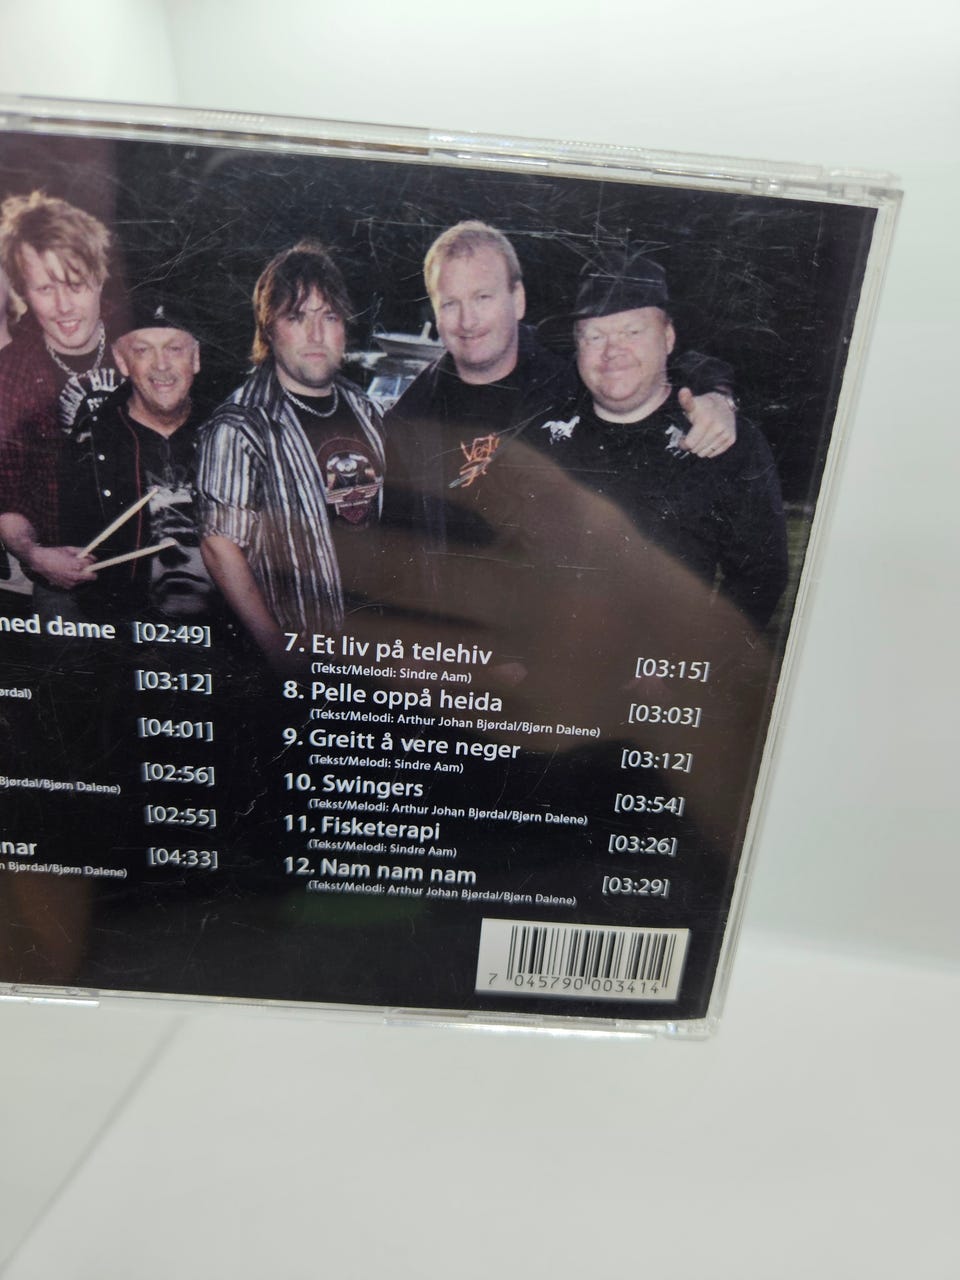 med dame [02:49]
ørdal) [03:12]
[04:01]
Bjørdal/Bjørn Dalene) [02:56]
[02:55]
nar [04:33]
n Bjørdal/Bjørn Dalene)
7. Et liv på telehiv [03:15]
(Tekst/Melodi: Sindre Aam)
8. Pelle oppå heida [03:03]
(Tekst/Melodi: Arthur Johan Bjørdal/Bjørn Dalene)
9. Greitt å vere neger [03:12]
(Tekst/Melodi: Sindre Aam)
10. Swingers [03:54]
(Tekst/Melodi: Arthur Johan Bjørdal/Bjørn Dalene)
11. Fisketerapi [03:26]
(Tekst/Melodi: Sindre Aam)
12. Nam nam nam [03:29]
(Tekst/Melodi: Arthur Johan Bjørdal/Bjørn Dalene)
7 045790 003414